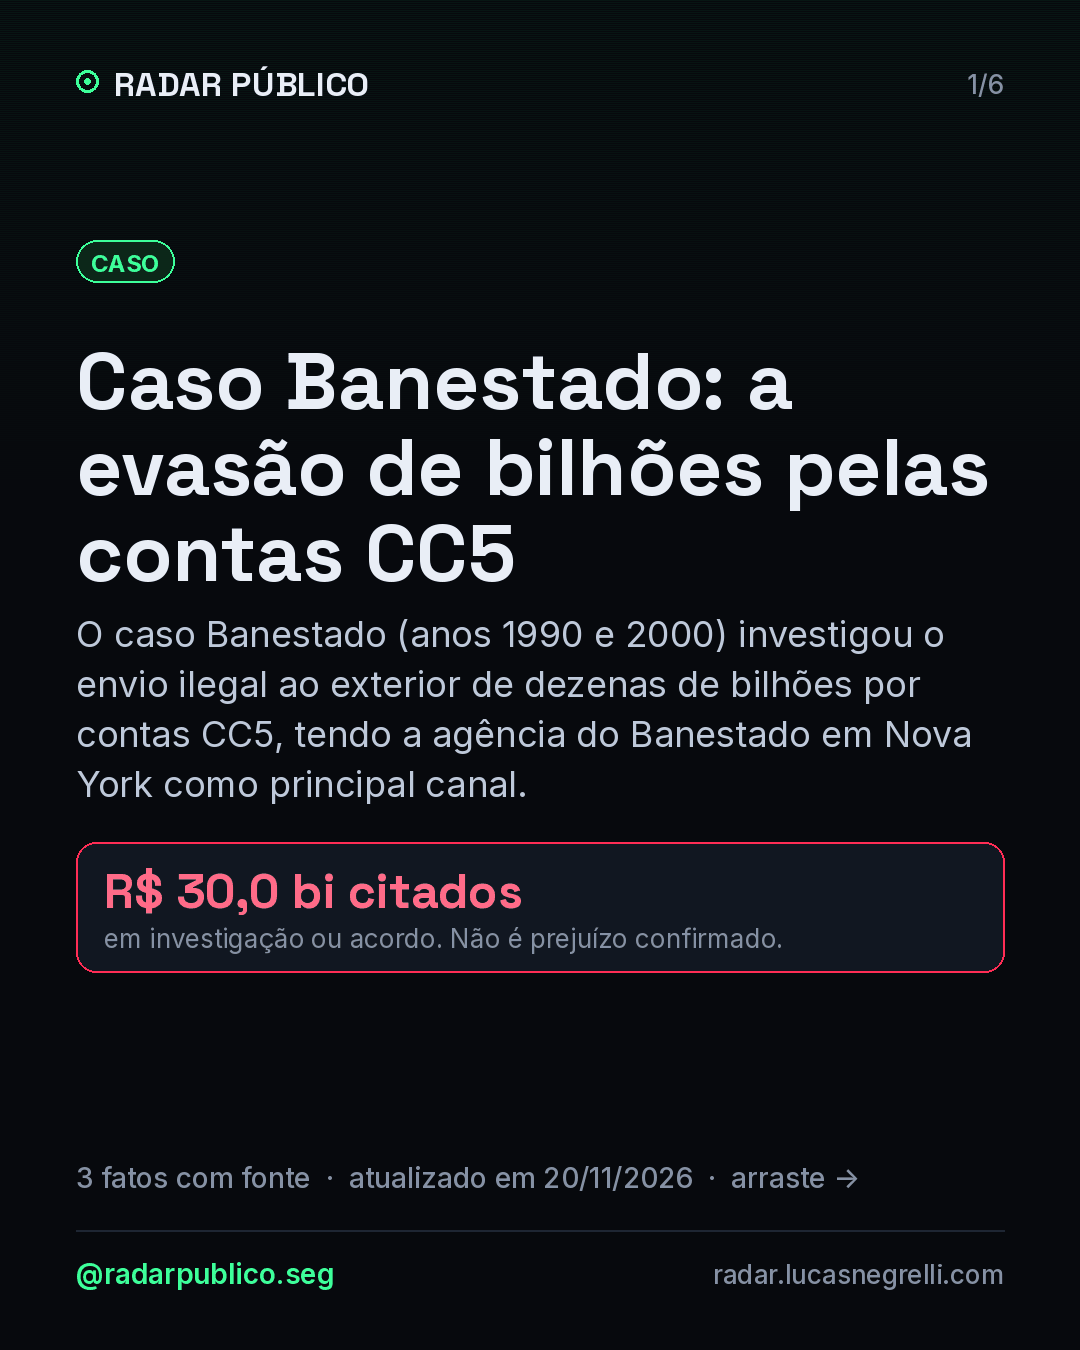 RADAR PÚBLICO
1/6
CASO
Caso Banestado: a
evasão de bilhões pelas
contas CC5
O caso Banestado (anos 1990 e 2000) investigou o
envio ilegal ao exterior de dezenas de bilhões por
contas CC5, tendo a agência do Banestado em Nova
York como principal canal.
R$ 30,0 bi citados
em investigação ou acordo. Não é prejuízo confirmado.
3 fatos com fonte · atualizado em 20/11/2026 · arraste →
@radarpublico.seg
radar.lucasnegrelli.com